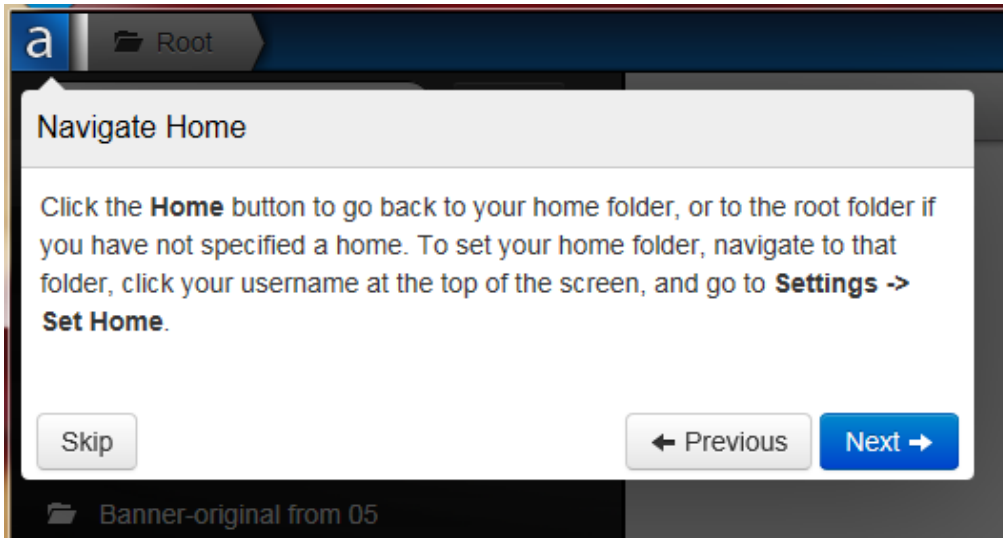 a Root
Navigate Home
Click the Home button to go back to your home folder, or to the root folder if
you have not specified a home. To set your home folder, navigate to that
folder, click your username at the top of the screen, and go to Settings ->
Set Home.
Skip Previous Next
Banner-original from 05